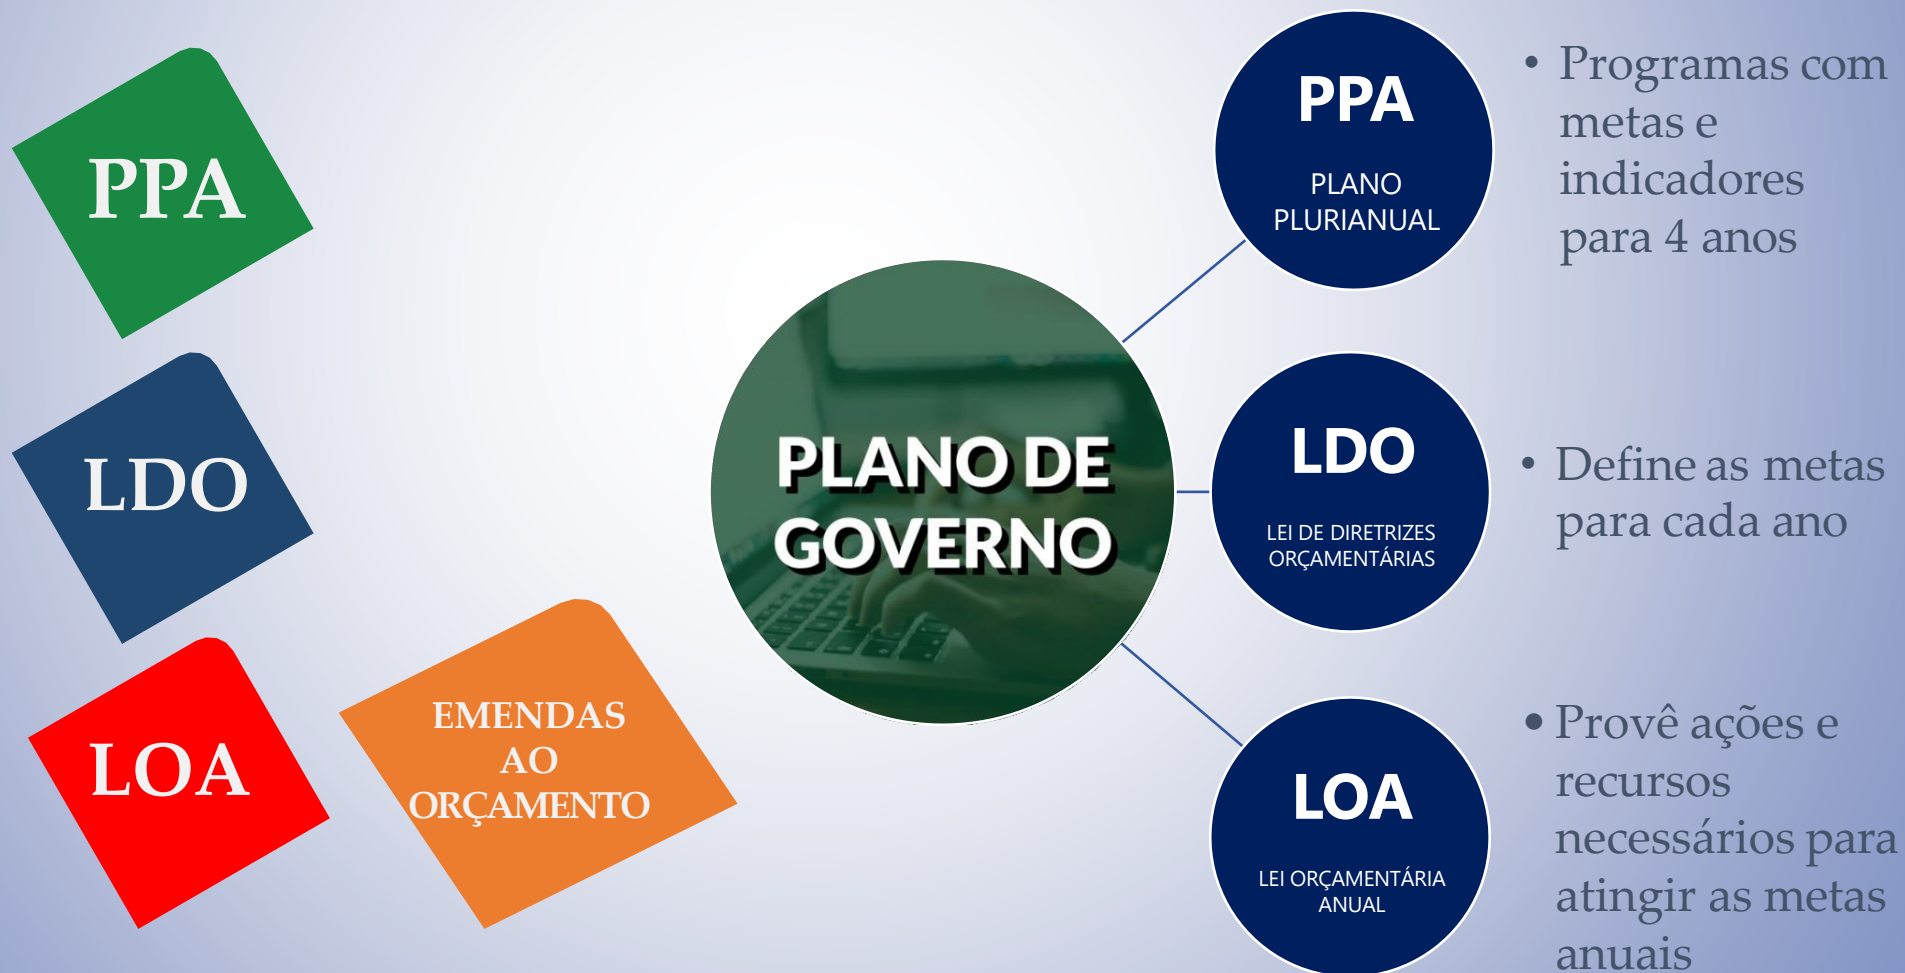 PPA
LDO
LOA
EMENDAS
AO
ORÇAMENTO
PLANO DE
GOVERNO
PPA
PLANO
PLURIANUAL
• Programas com
metas e
indicadores
para 4 anos
LDO
LEI DE DIRETRIZES
ORÇAMENTÁRIAS
• Define as metas
para cada ano
LOA
LEI ORÇAMENTÁRIA
ANUAL
• Provê ações e
recursos
necessários para
atingir as metas
anuais